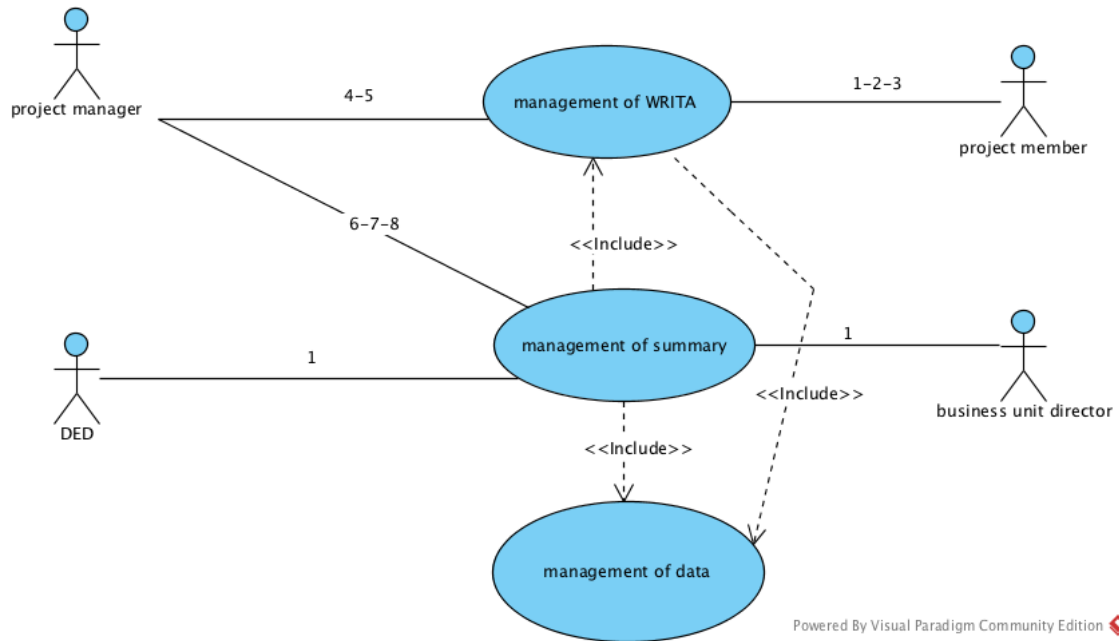 project manager
4-5
management of WRITA
1-2-3
project member
6-7-8
<<Include>>
DED
1
management of summary
1
business unit director
<<Include>>
<<Include>>
management of data
Powered By Visual Paradigm Community Edition